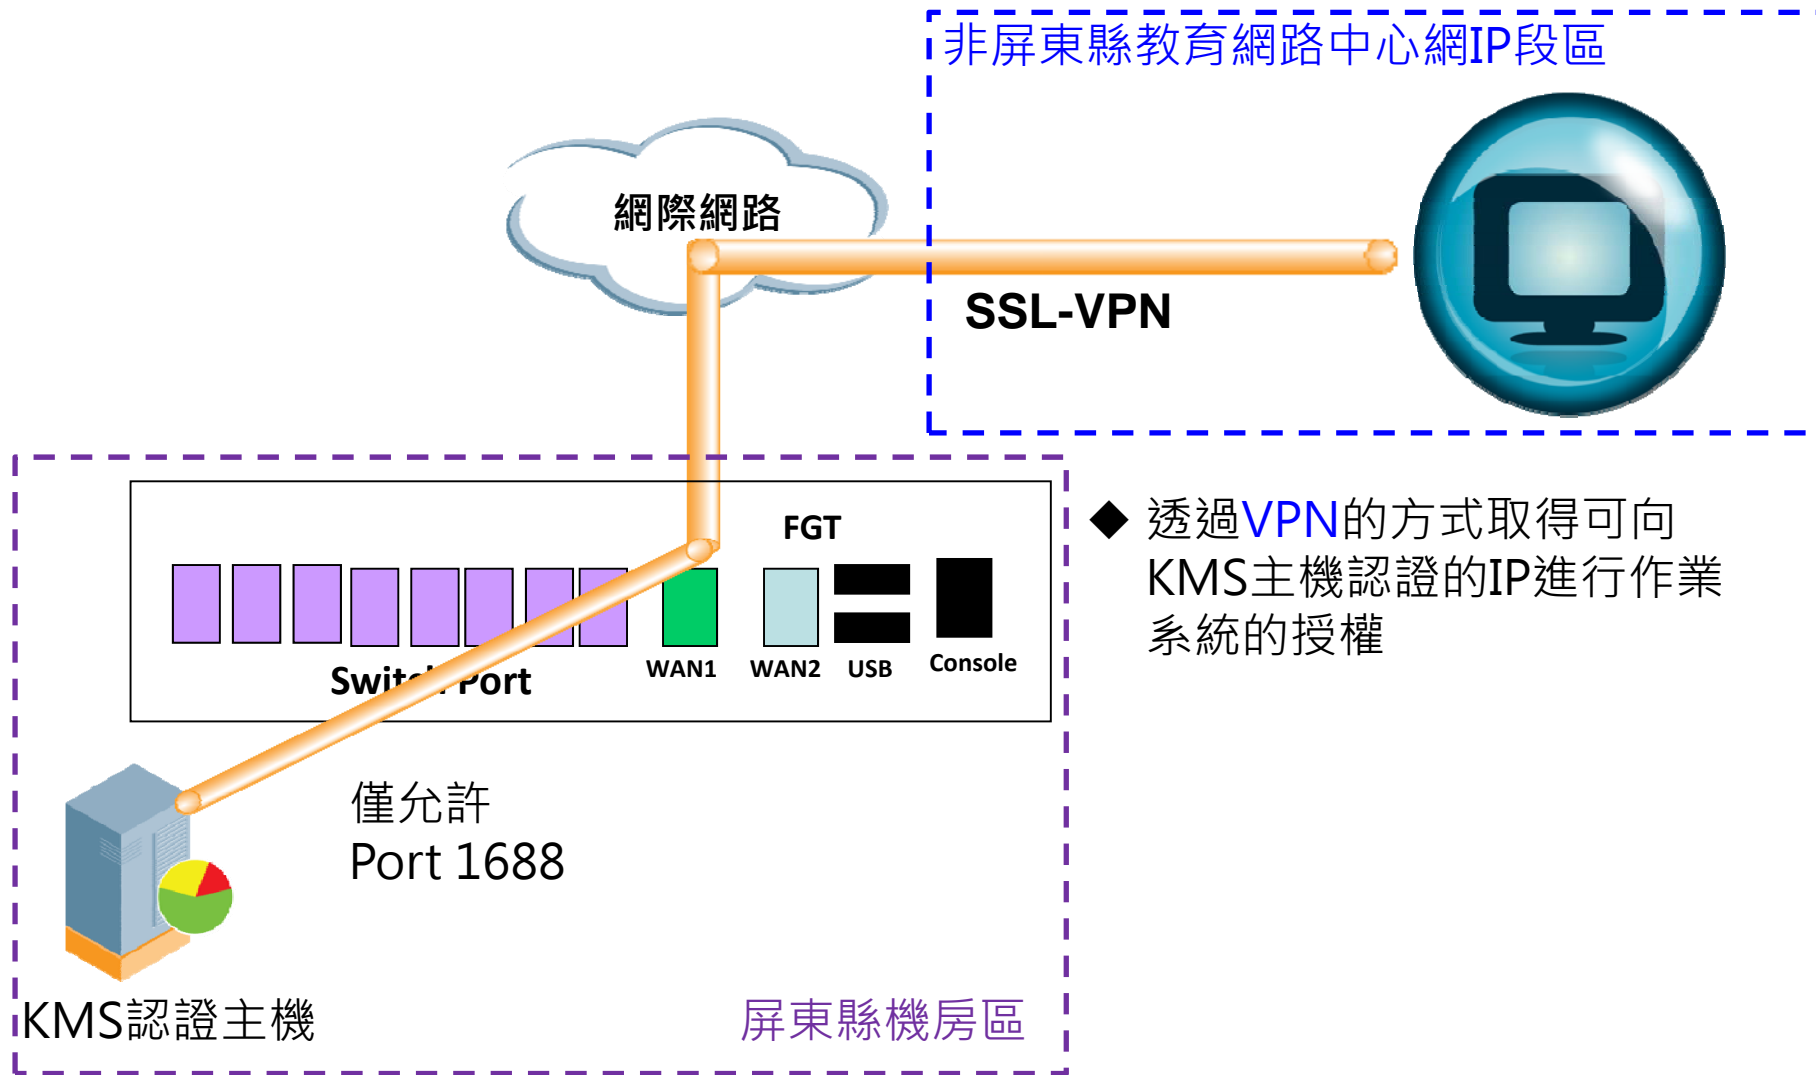 非屏東縣教育網路中心網IP段區
網際網路
SSL-VPN
FGT
Switch Port
WAN1
WAN2
USB
Console
◆ 透過VPN的方式取得可向
KMS主機認證的IP進行作業
系統的授權
僅允許
Port 1688
KMS認證主機
屏東縣機房區